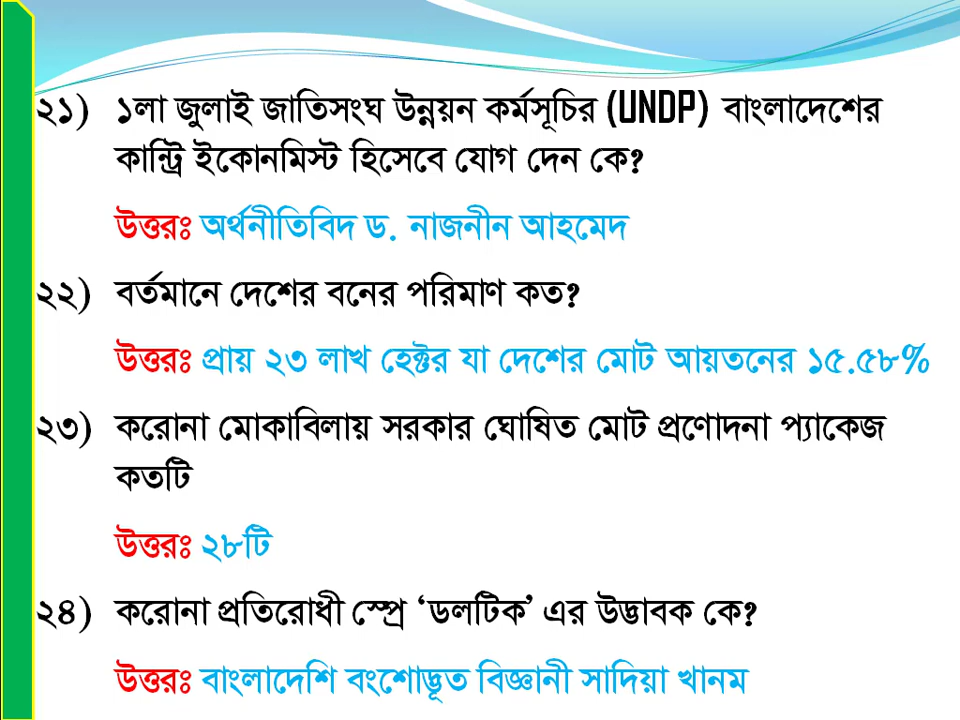 ২১) ১লা জুলাই জাতিসংঘ উন্নয়ন কর্মসূচির (UNDP) বাংলাদেশের
কান্ট্রি ইকোনমিস্ট হিসেবে যোগ দেন কে?
উত্তরঃ অর্থনীতিবিদ ড. নাজনীন আহমেদ
২২) বর্তমানে দেশের বনের পরিমাণ কত?
উত্তরঃ প্রায় ২৩ লাখ হেক্টর যা দেশের মোট আয়তনের ১৫.৫৮%
২৩) করোনা মোকাবিলায় সরকার ঘোষিত মোট প্রণোদনা প্যাকেজ
কতটি
উত্তরঃ ২৮টি
২৪) করোনা প্রতিরোধী স্প্রে ‘ডলটিক’ এর উদ্ভাবক কে?
উত্তরঃ বাংলাদেশি বংশোদ্ভূত বিজ্ঞানী সাদিয়া খানম